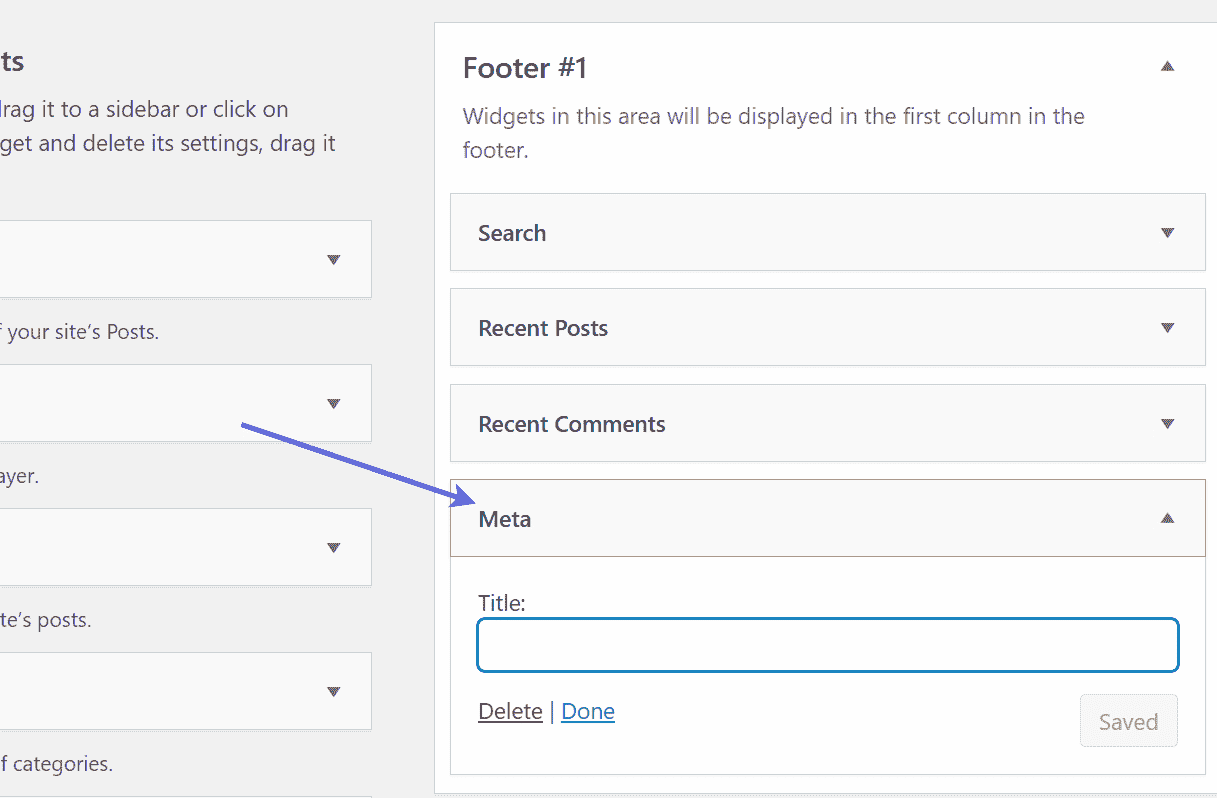 ts
drag it to a sidebar or click on
get and delete its settings, drag it
your site’s Posts.
ayer.
te’s posts.
f categories.
Footer #1
Widgets in this area will be displayed in the first column in the
footer.
Search
Recent Posts
Recent Comments
Meta
Title:
Delete | Done
Saved